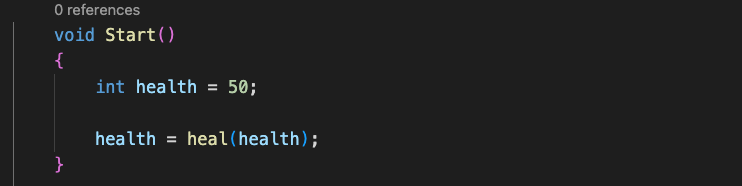 0 references
void Start()
{
int health = 50;
health = heal(health);
}